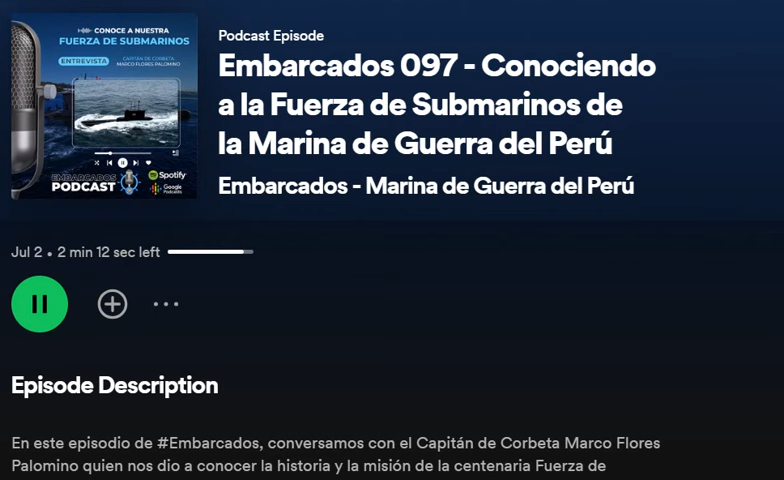 CONOCE A NUESTRA
FUERZA DE SUBMARINOS
ENTREVISTA
CAPITÁN DE CORBETA
MARCO FLORES PALOMINO
EMBARCADOS
PODCAST
Spotify
Google
Podcasts
Podcast Episode
Embarcados 097 - Conociendo
a la Fuerza de Submarinos de
la Marina de Guerra del Perú
Embarcados - Marina de Guerra del Perú
Jul 2 • 2 min 12 sec left
Episode Description
En este episodio de #Embarcados, conversamos con el Capitán de Corbeta Marco Flores
Palomino quien nos dio a conocer la historia y la misión de la centenaria Fuerza de